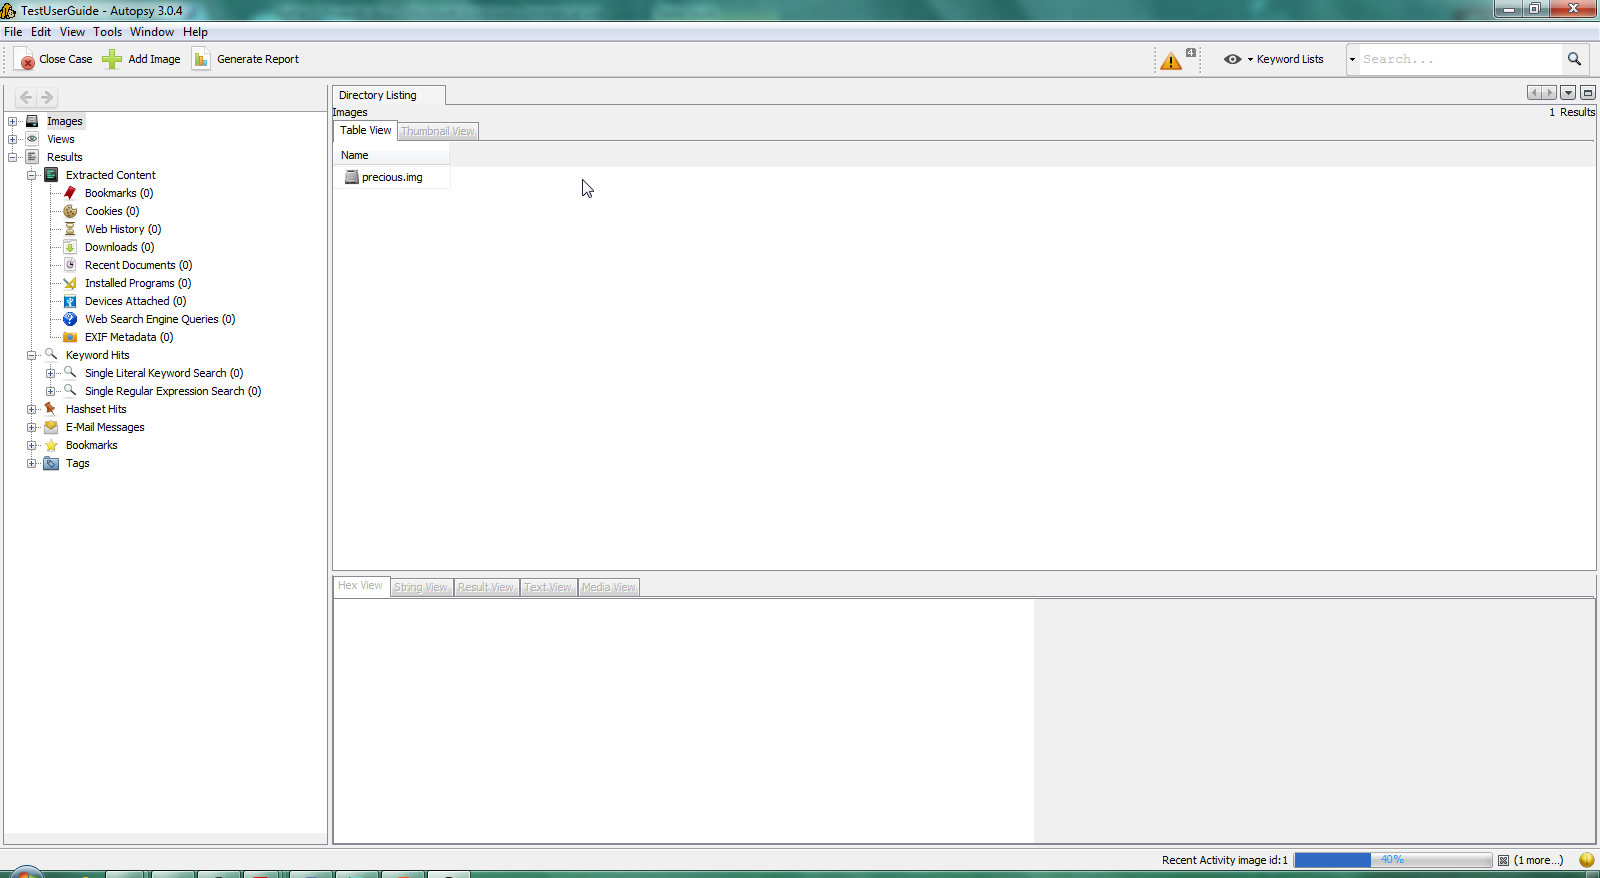 TestUserGuide - Autopsy 3.0.4
File Edit View Tools Window Help
Close Case Add Image Generate Report 4 Keyword Lists Search...
Directory Listing
Images 1 Results
Table View Thumbnail View
Name
precious.img
Images
Views
Results
Extracted Content
Bookmarks (0)
Cookies (0)
Web History (0)
Downloads (0)
Recent Documents (0)
Installed Programs (0)
Devices Attached (0)
Web Search Engine Queries (0)
EXIF Metadata (0)
Keyword Hits
Single Literal Keyword Search (0)
Single Regular Expression Search (0)
Hashset Hits
E-Mail Messages
Bookmarks
Tags
Hex View String View Result View Text View Media View
Recent Activity image id:1 40% (1 more...)